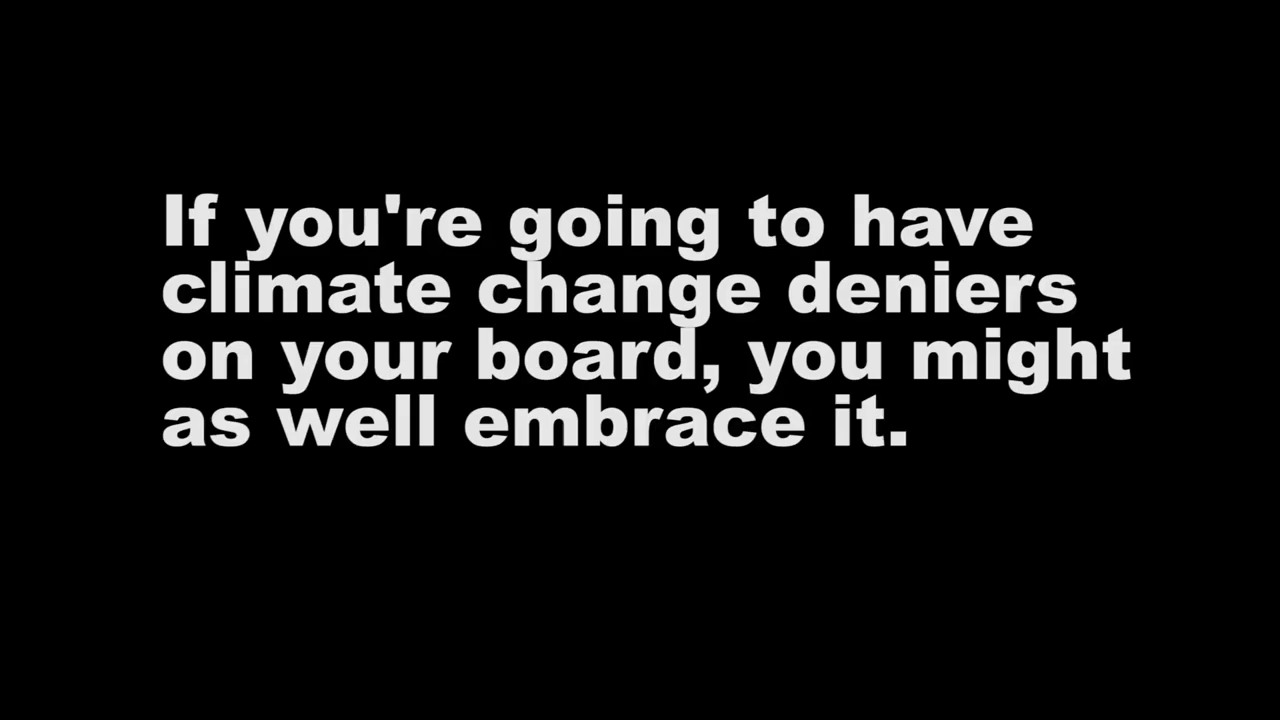 If you're going to have
climate change deniers
on your board, you might
as well embrace it.